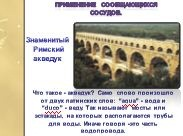 ПРИМЕНЕНИЕ СООБЩАЮЩИХСЯ
СОСУДОВ.
Знаменитый
Римский
акведук
Что такое - акведук? Само слово произошло
от двух латинских слов: "aqua" - вода и
"duco" - веду. Так называют мосты или
эстакады, на которых располагаются трубы
для воды. Иначе говоря -это часть
водопровода.